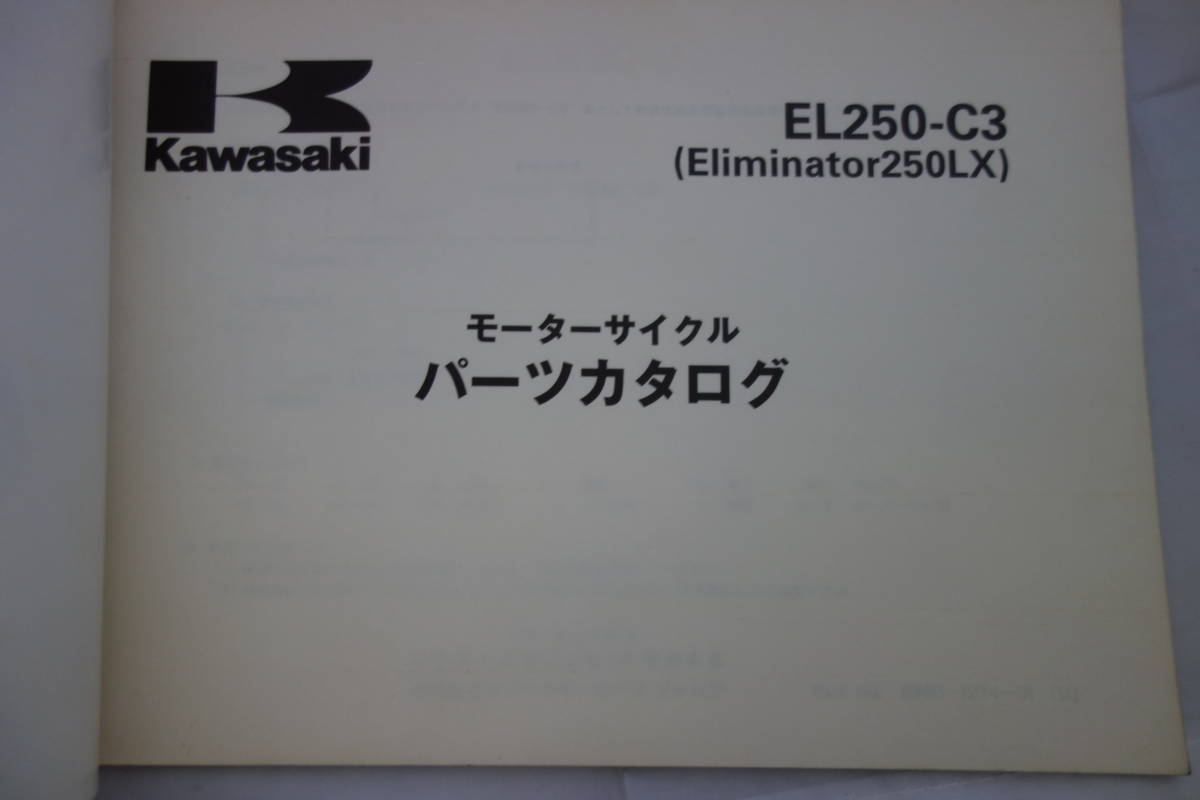 Kawasaki
EL250-C3
(Eliminator250LX)
モーターサイクル
パーツカタログ